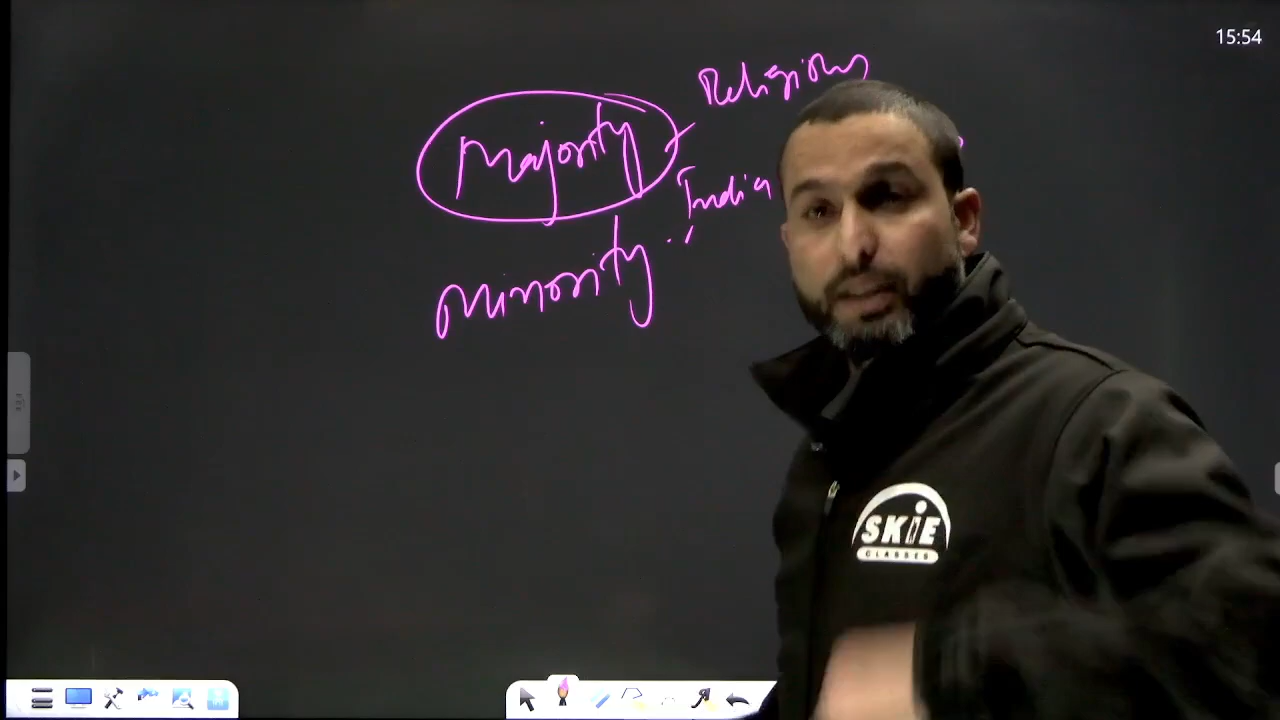 15:54
Religious
Majority
India
Minority
SKIE
CLASSES